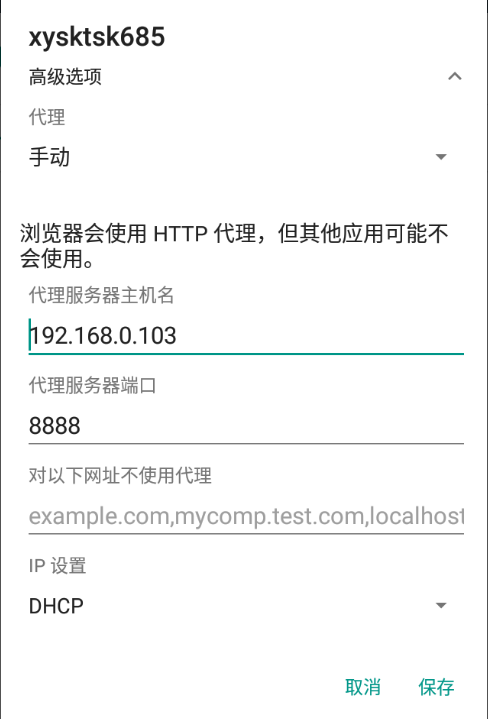 xysktsk685
高级选项
代理
手动
浏览器会使用 HTTP 代理，但其他应用可能不
会使用。
代理服务器主机名
192.168.0.103
代理服务器端口
8888
对以下网址不使用代理
example.com,mycomp.test.com,localhost
IP 设置
DHCP
取消 保存